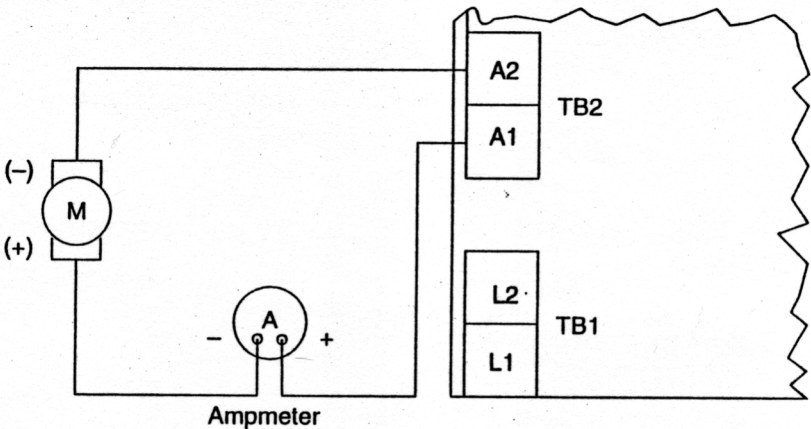 A2
TB2
A1
(–)
M
(+)
L2
A
– +
TB1
L1
Ampmeter